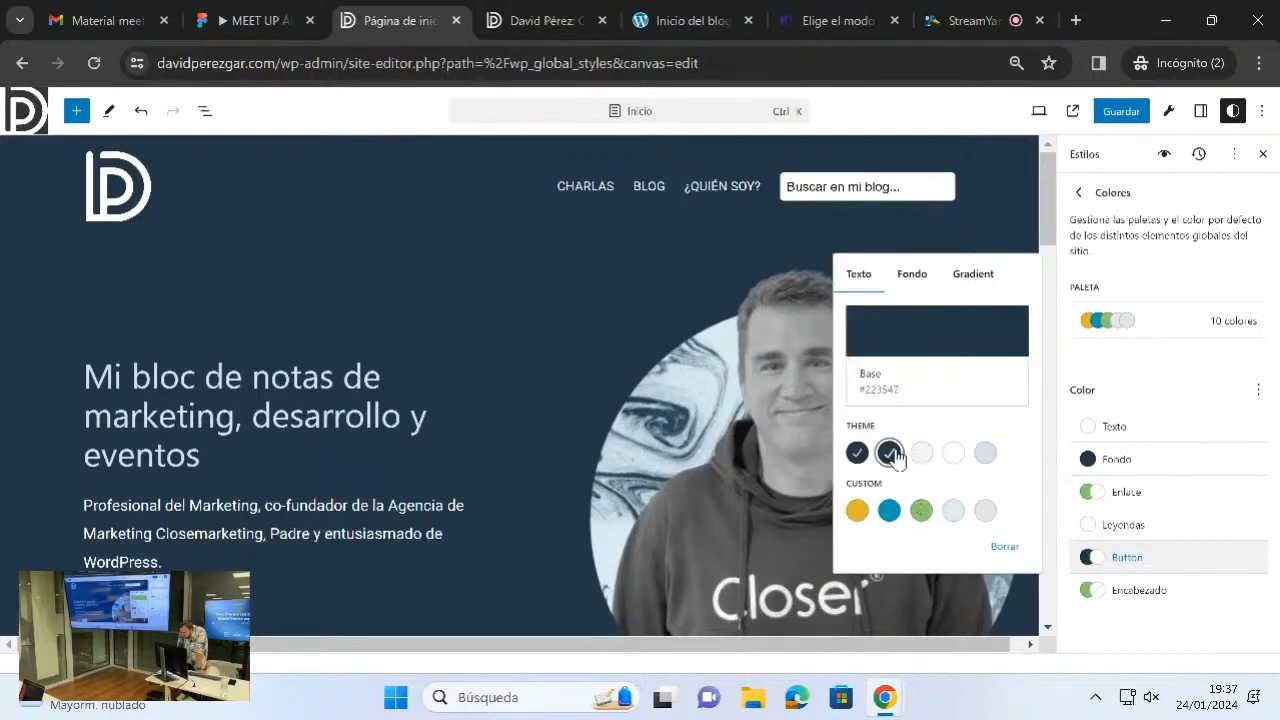 Material meet
▶ MEET UP Á
Página de inic
David Pérez: C
Inicio del blog
Elige el modo
StreamYa
davidperezgar.com/wp-admin/site-editor.php?path=%2Fwp_global_styles&canvas=edit
Incógnito (2)
Inicio
Ctrl K
Guardar
CHARLAS
BLOG
¿QUIÉN SOY?
Buscar en mi blog...
Mi bloc de notas de
marketing, desarrollo y
eventos
Profesional del Marketing, co-fundador de la Agencia de
Marketing Closemarketing, Padre y entusiasmado de
WordPress.
Closer®
Texto
Fondo
Gradient
Base
#223547
THEME
CUSTOM
Borrar
Estilos
Colores
Gestiona las paletas y el color por defecto
de los distintos elementos globales del
sitio.
PALETA
10 colores
Color
Texto
Fondo
Enlace
Leyendas
Button
Encabezado
Mayorm. nublado
Búsqueda
19:37
24/01/2024